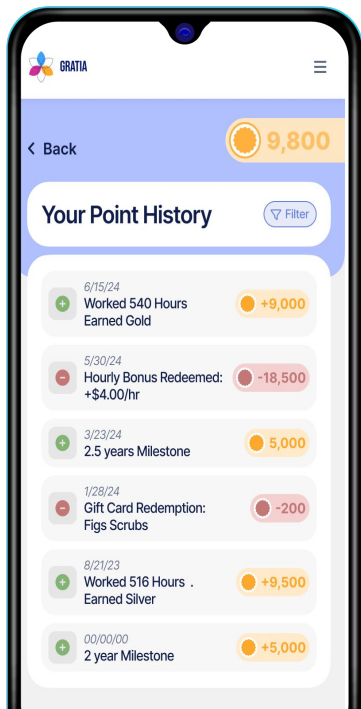 GRATIA
9,800
Back
Your Point History
Filter
6/15/24
Worked 540 Hours
Earned Gold
+9,000
5/30/24
Hourly Bonus Redeemed:
+$4.00/hr
-18,500
3/23/24
2.5 years Milestone
5,000
1/28/24
Gift Card Redemption:
Figs Scrubs
-200
8/21/23
Worked 516 Hours .
Earned Silver
+9,500
00/00/00
2 year Milestone
+5,000